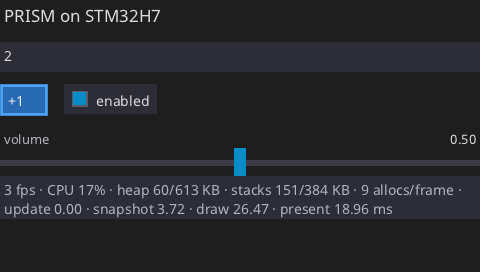 PRISM on STM32H7
2
+1
enabled
volume 0.50
3 fps · CPU 17% · heap 60/613 KB · stacks 151/384 KB · 9 allocs/frame ·
update 0.00 · snapshot 3.72 · draw 26.47 · present 18.96 ms